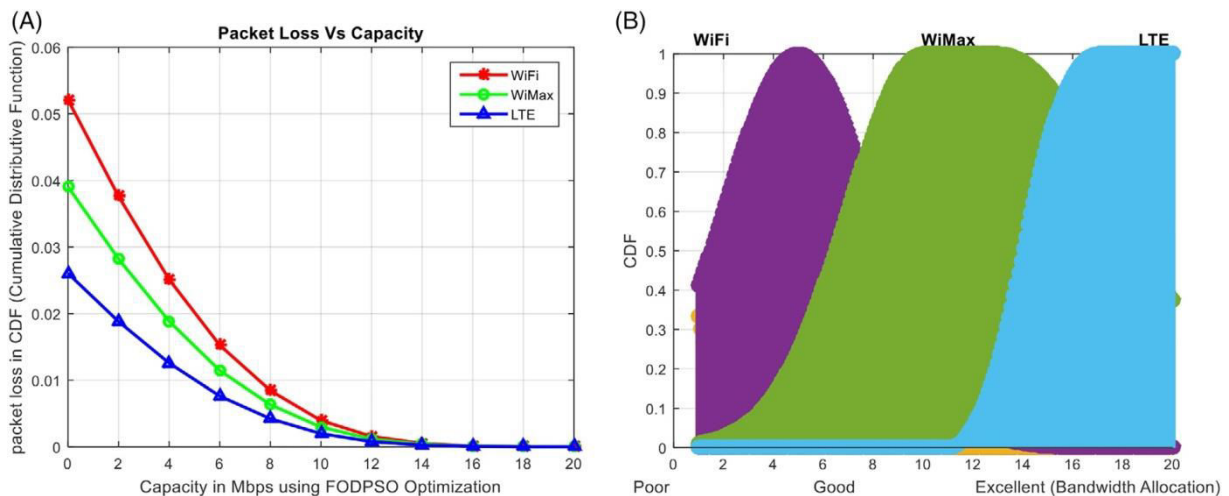 (A)
Packet Loss Vs Capacity
packet loss in CDF (Cumulative Distributive Function)
0.06
0.05
0.04
0.03
0.02
0.01
0
WiFi
WiMax
LTE
0 2 4 6 8 10 12 14 16 18 20
Capacity in Mbps using FODPSO Optimization
(B)
WiFi WiMax LTE
CDF
1
0.9
0.8
0.7
0.6
0.5
0.4
0.3
0.2
0.1
0
0 2 4 6 8 10 12 14 16 18 20
Poor Good Excellent (Bandwidth Allocation)